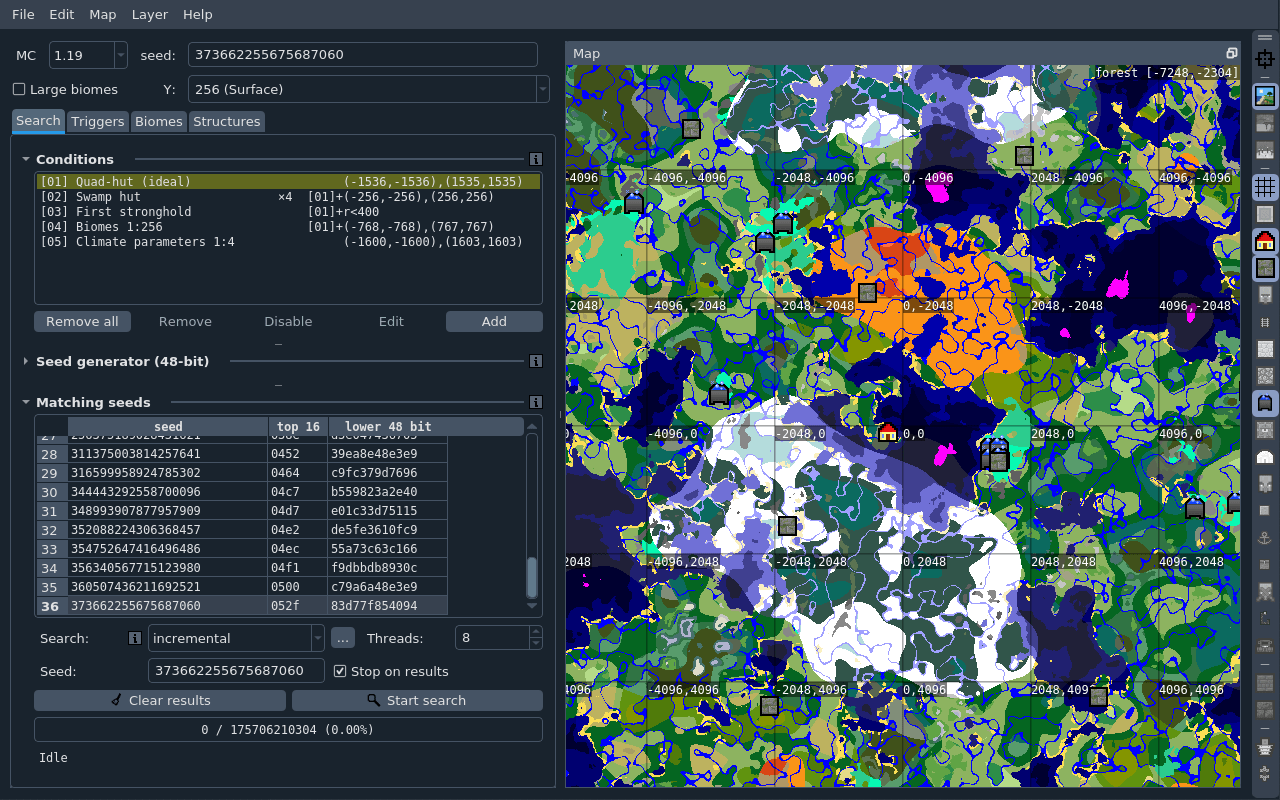 File Edit Map Layer Help
MC 1.19 seed: 373662255675687060
Large biomes Y: 256 (Surface)
Search Triggers Biomes Structures
Conditions
[01] Quad-hut (ideal) (-1536,-1536),(1535,1535)
[02] Swamp hut ×4 [01]+(-256,-256),(256,256)
[03] First stronghold [01]+r<400
[04] Biomes 1:256 [01]+(-768,-768),(767,767)
[05] Climate parameters 1:4 (-1600,-1600),(1603,1603)
Remove all Remove Disable Edit Add
Seed generator (48-bit)
Matching seeds
seed top 16 lower 48 bit
28 311375003814257641 0452 39ea8e48e3e9
29 316599958924785302 0464 c9fc379d7696
30 344443292558700096 04c7 b559823a2e40
31 348993907877957909 04d7 e01c33d75115
32 352088224306368457 04e2 de5fe3610fc9
33 354752647416496486 04ec 55a73c63c166
34 356340567715123980 04f1 f9dbbdb8930c
35 360507436211692521 0500 c79a6a48e3e9
36 373662255675687060 052f 83d77f854094
Search: incremental ... Threads: 8
Seed: 373662255675687060 Stop on results
Clear results Start search
0 / 175706210304 (0.00%)
Idle
Map
forest [-7248,-2304]
-4096 -4096,-4096 -2048,-4096 0,-4096 2048,-4096 4096,-4096
2048 -4096,-2048 -2048,-2048 0,-2048 2048,-2048 4096,-2048
0 -4096,0 -2048,0 0,0 2048,0 4096,0
2048 -4096,2048 -2048,2048 0,2048 2048,2048 4096,2048
4096 -4096,4096 -2048,4096 0,4096 2048,409 4096,4096